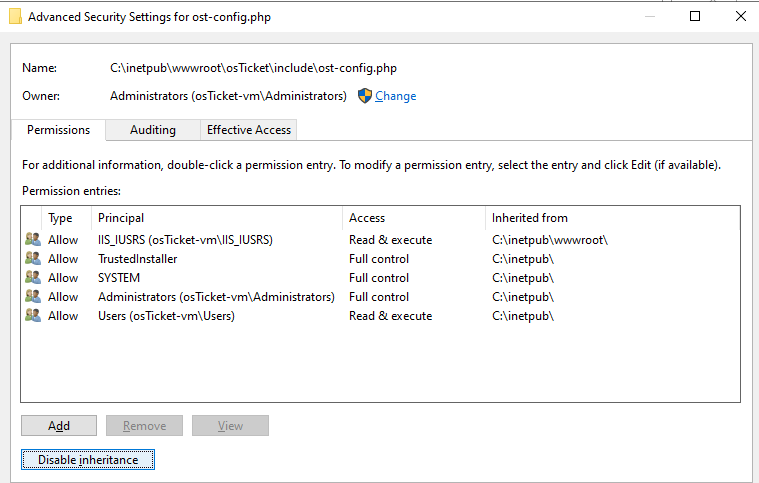 Advanced Security Settings for ost-config.php
Name: C:\inetpub\wwwroot\osTicket\include\ost-config.php
Owner: Administrators (osTicket-vm\Administrators) Change
Permissions Auditing Effective Access
For additional information, double-click a permission entry. To modify a permission entry, select the entry and click Edit (if available).
Permission entries:
Type Principal Access Inherited from
Allow IIS_IUSRS (osTicket-vm\IIS_IUSRS) Read & execute C:\inetpub\wwwroot\
Allow TrustedInstaller Full control C:\inetpub\
Allow SYSTEM Full control C:\inetpub\
Allow Administrators (osTicket-vm\Administrators) Full control C:\inetpub\
Allow Users (osTicket-vm\Users) Read & execute C:\inetpub\
Add Remove View
Disable inheritance